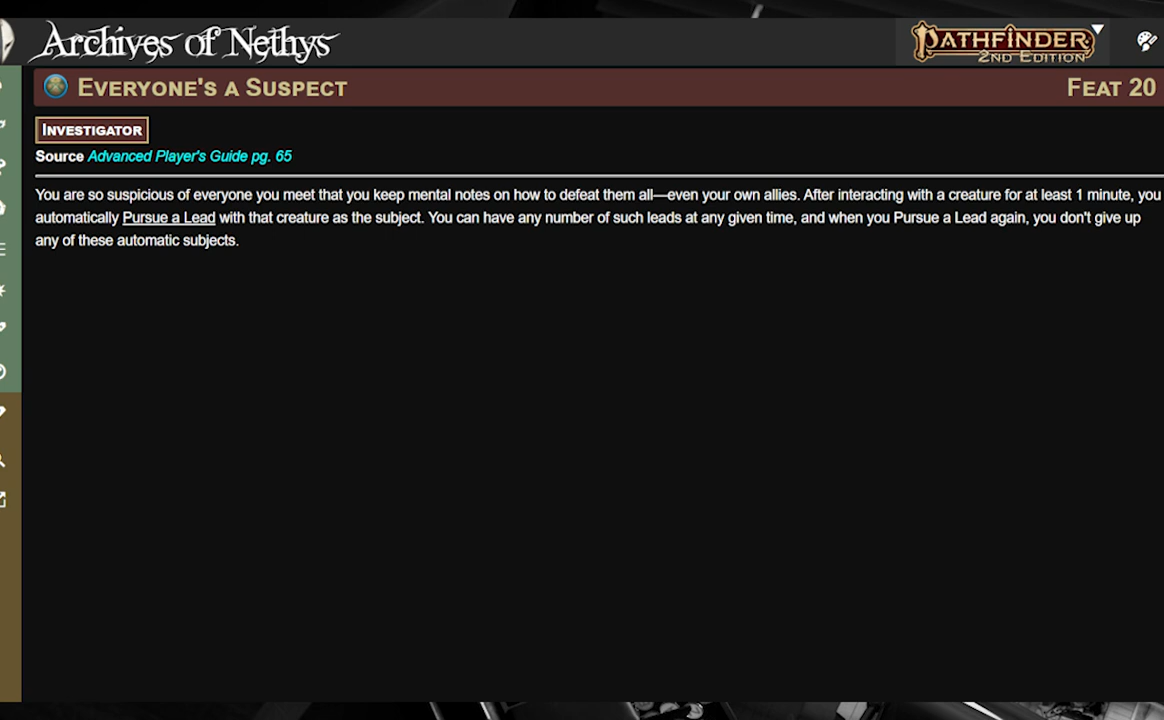 Archives of Nethys
PATHFINDER
2ND EDITION
EVERYONE'S A SUSPECT
FEAT 20
INVESTIGATOR
Source Advanced Player's Guide pg. 65
You are so suspicious of everyone you meet that you keep mental notes on how to defeat them all—even your own allies. After interacting with a creature for at least 1 minute, you
automatically Pursue a Lead with that creature as the subject. You can have any number of such leads at any given time, and when you Pursue a Lead again, you don't give up
any of these automatic subjects.